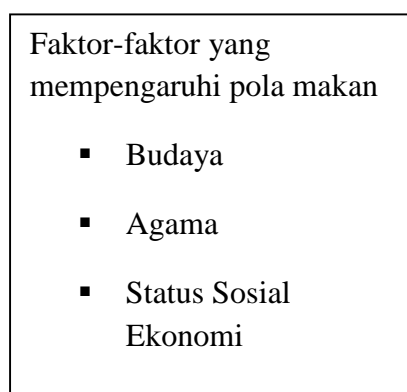 Faktor-faktor yang
mempengaruhi pola makan
▪ Budaya
▪ Agama
▪ Status Sosial
Ekonomi